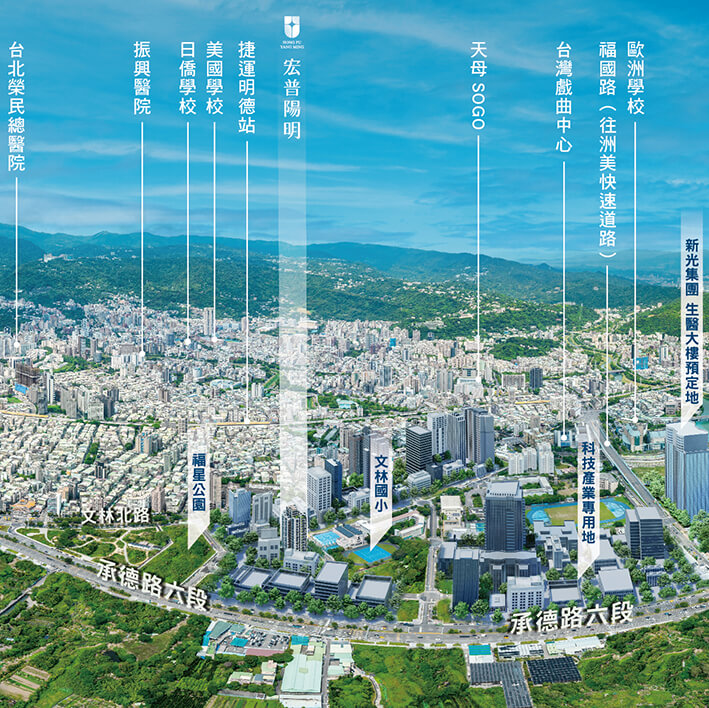 台北榮民總醫院
振興醫院
日僑學校
美國學校
捷運明德站
HONG PU
YANG MING
宏普陽明
天母 SOGO
台灣戲曲中心
福國路（往洲美快速道路）
歐洲學校
新光集團 生醫大樓預定地
福星公園
文林國小
科技產業專用地
文林北路
承德路六段
承德路六段